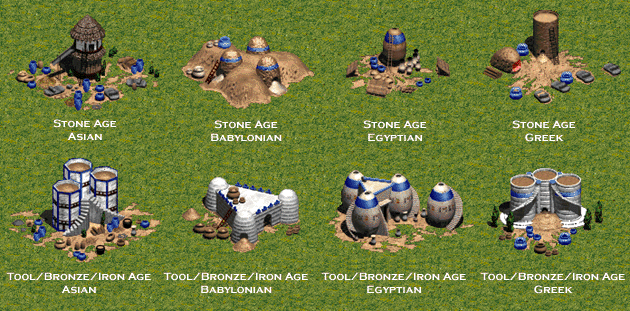 Stone Age
Asian
Stone Age
Babylonian
Stone Age
Egyptian
Stone Age
Greek
Tool/Bronze/Iron Age
Asian
Tool/Bronze/Iron Age
Babylonian
Tool/Bronze/Iron Age
Egyptian
Tool/Bronze/Iron Age
Greek